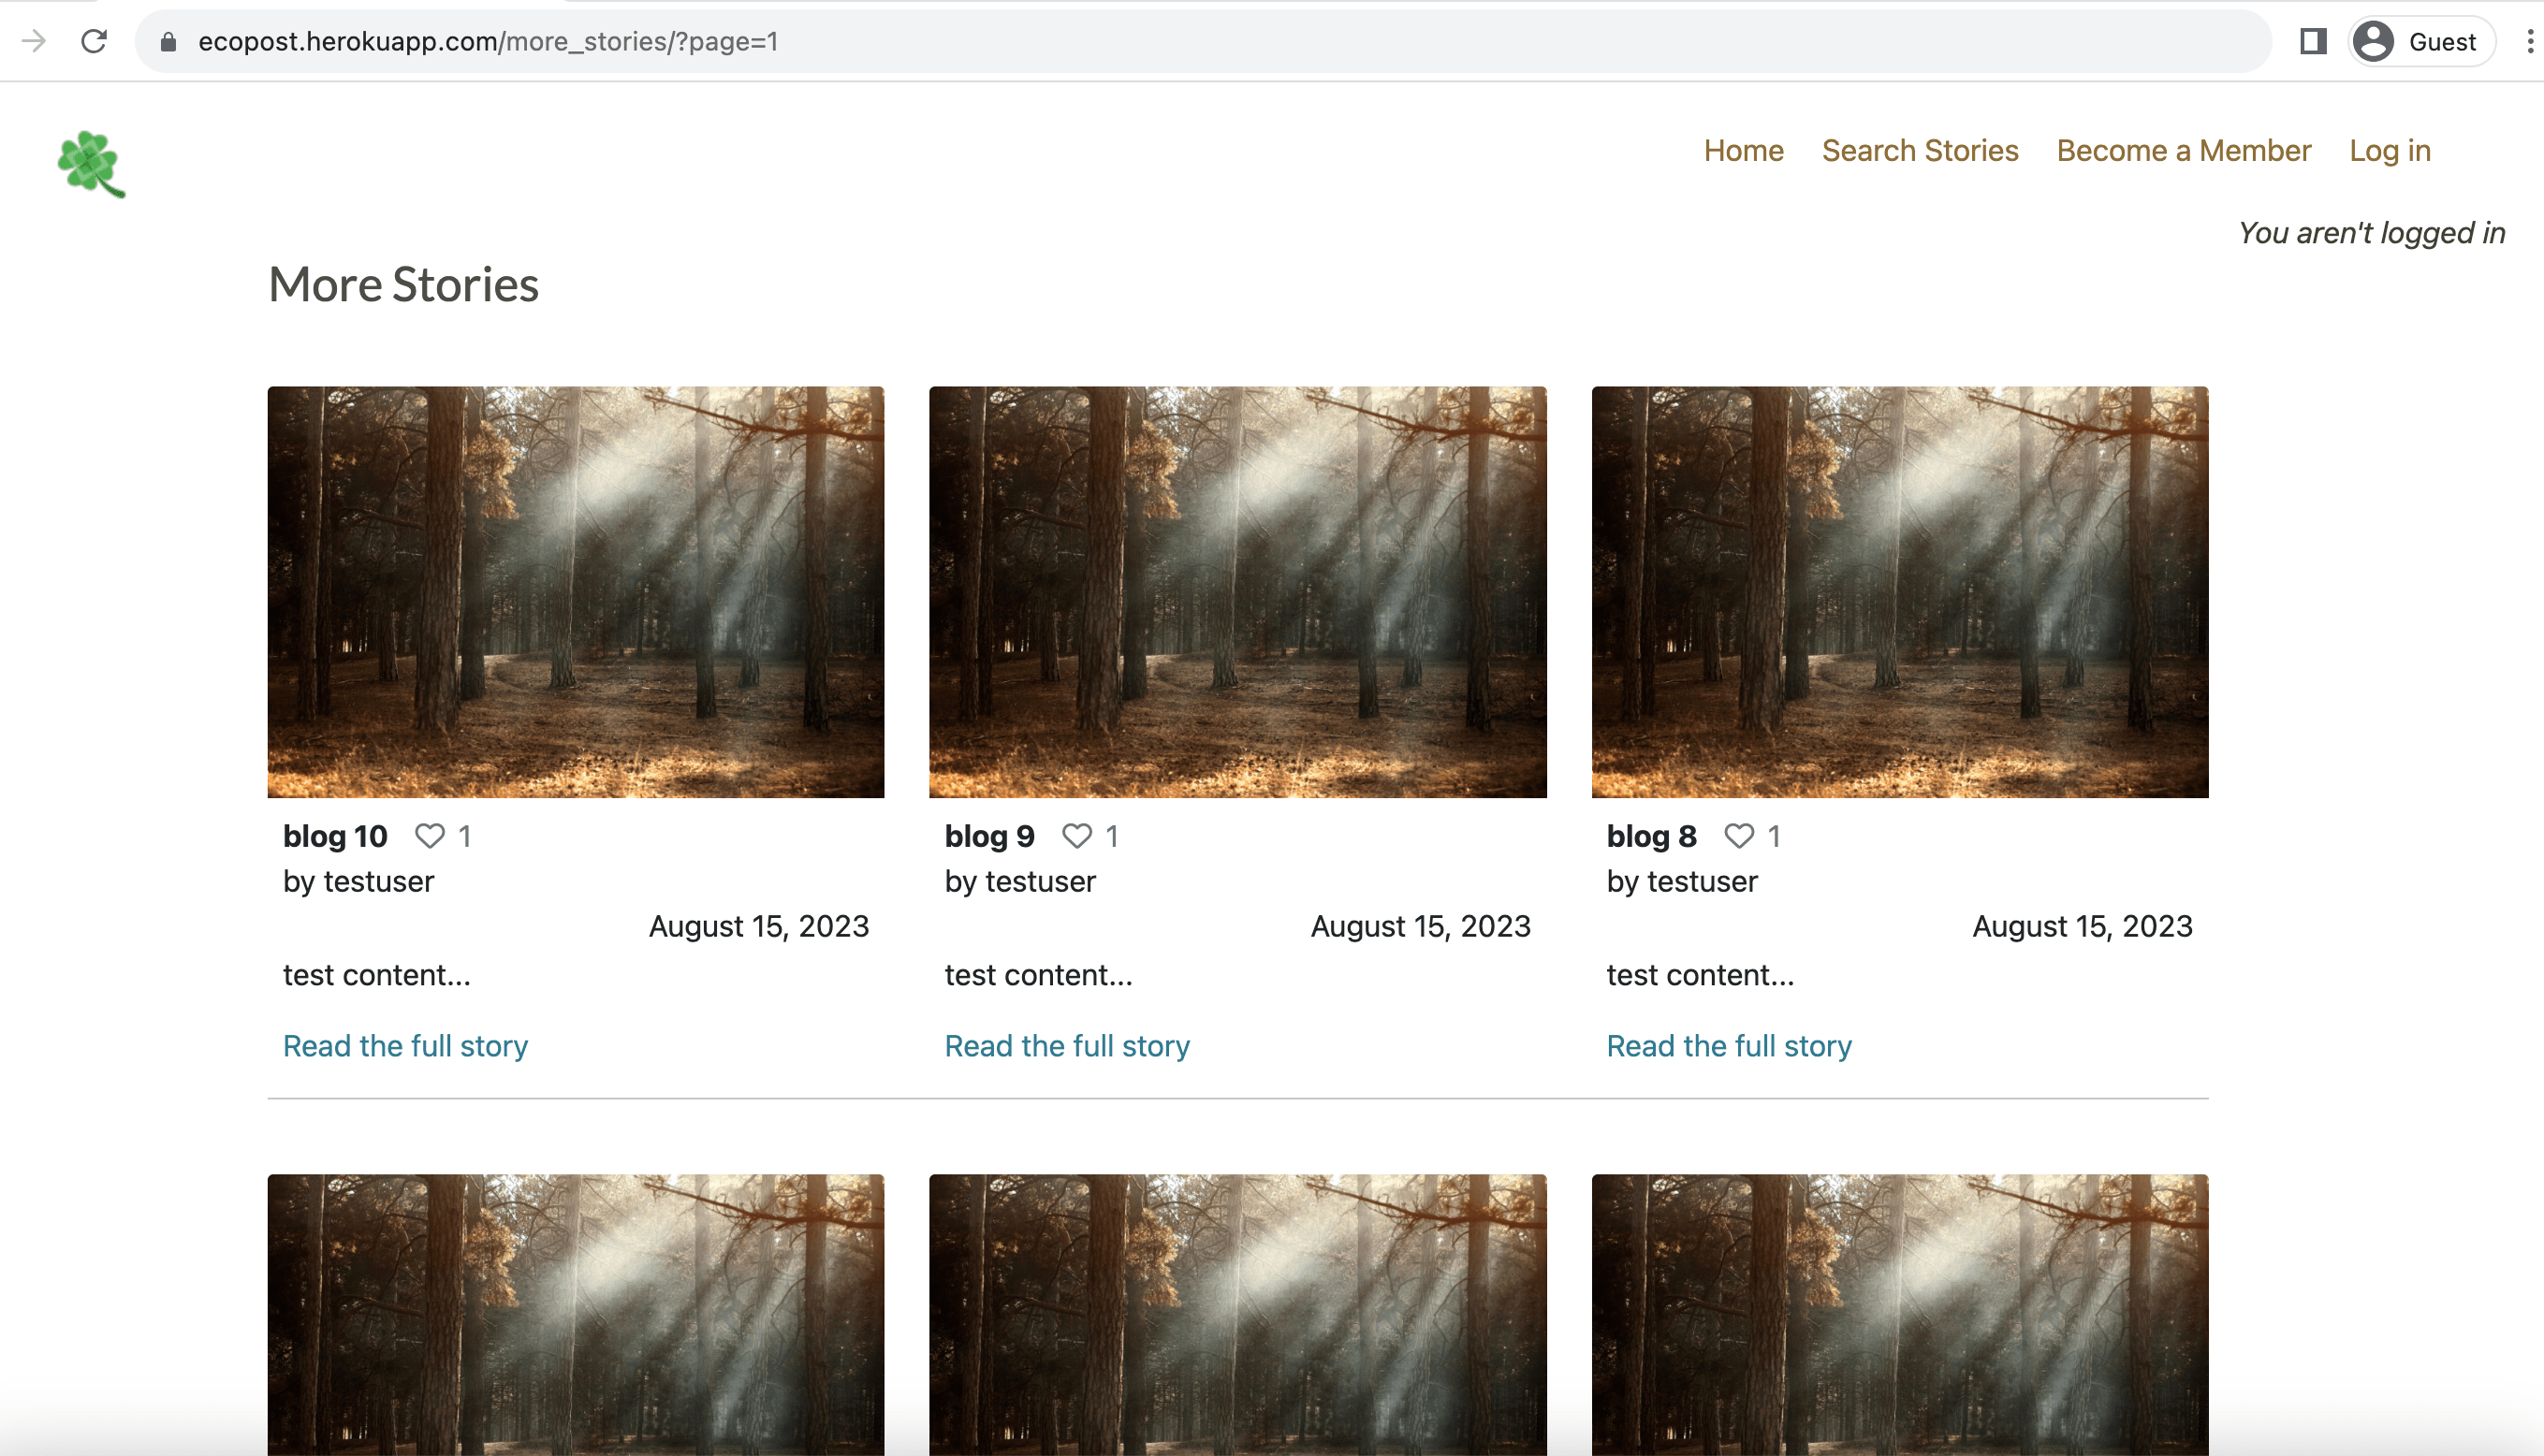 ecopost.herokuapp.com/more_stories/?page=1
Guest
Home Search Stories Become a Member Log in
You aren't logged in
More Stories
blog 10 1
by testuser
August 15, 2023
test content...
Read the full story
blog 9 1
by testuser
August 15, 2023
test content...
Read the full story
blog 8 1
by testuser
August 15, 2023
test content...
Read the full story